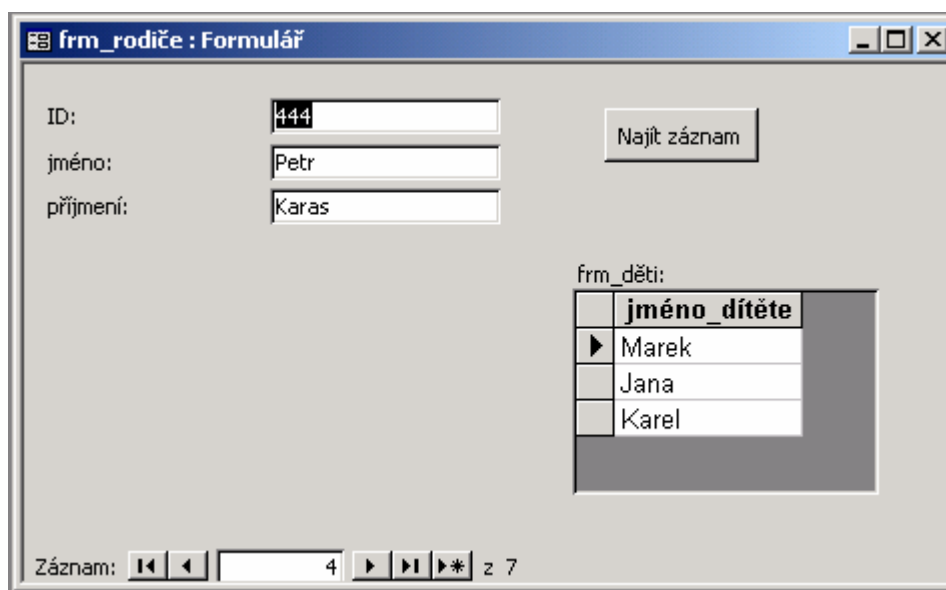 frm_rodiče : Formulář
ID: 444
Najít záznam
jméno: Petr
příjmení: Karas
frm_děti:
jméno_dítěte
Marek
Jana
Karel
Záznam: 4 z 7